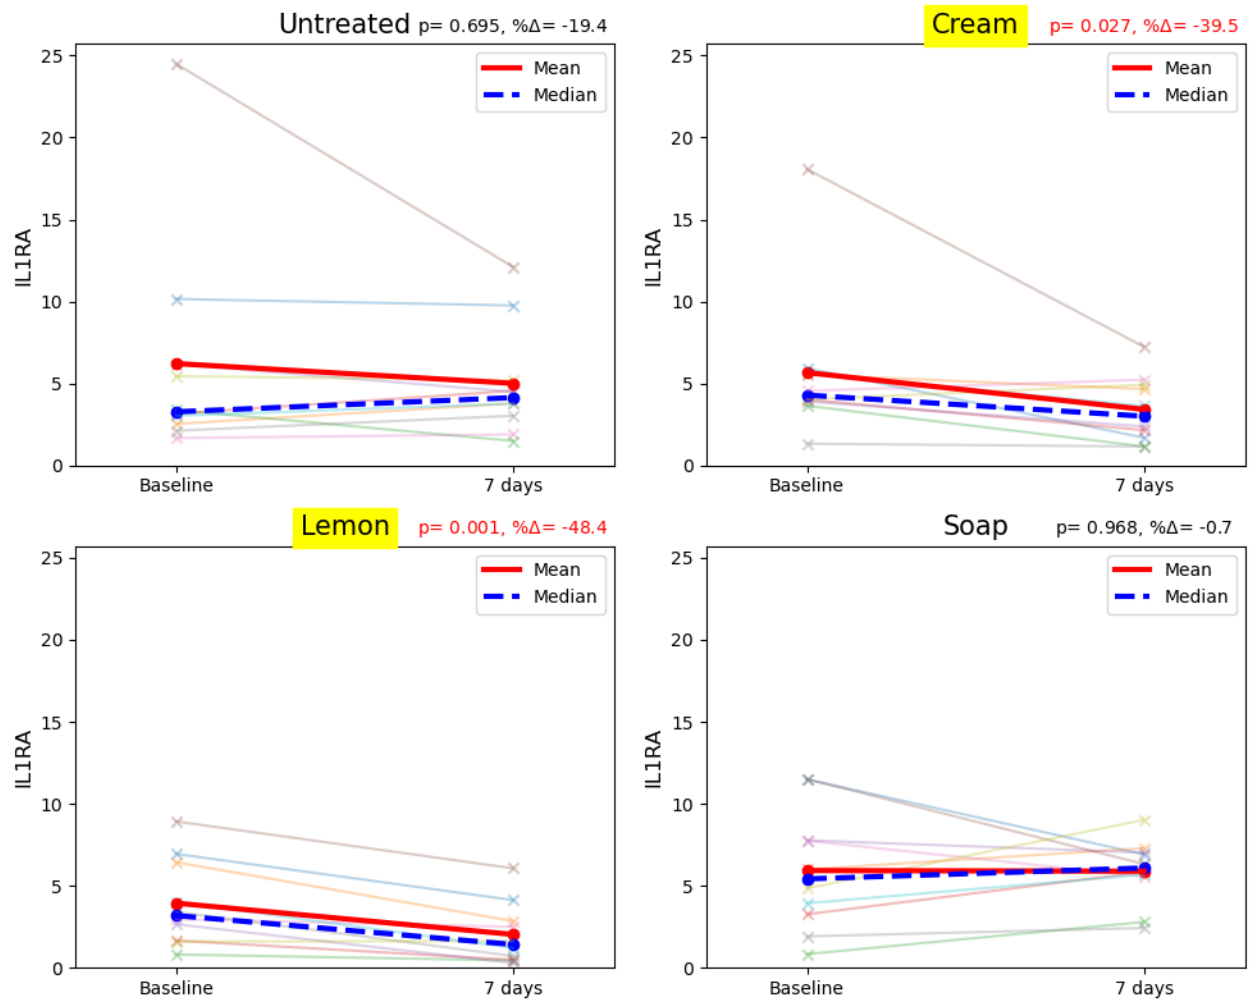 Untreated p= 0.695, %Δ= -19.4
25
20
15
10
5
0
IL1RA
Mean
Median
Baseline
7 days
Cream p= 0.027, %Δ= -39.5
25
20
15
10
5
0
IL1RA
Mean
Median
Baseline
7 days
Lemon p= 0.001, %Δ= -48.4
25
20
15
10
5
0
IL1RA
Mean
Median
Baseline
7 days
Soap p= 0.968, %Δ= -0.7
25
20
15
10
5
0
IL1RA
Mean
Median
Baseline
7 days